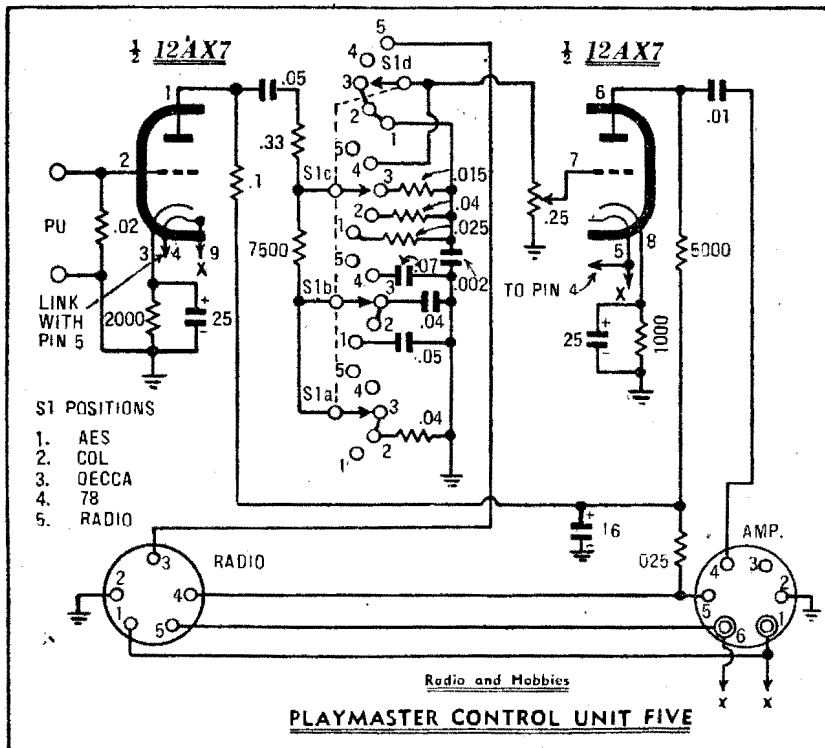 ½ 12AX7
½ 12AX7
5
4
S1d
3
2
1
1
.05
.33
.1
6
.01
2
PU
.02
3
4
9
X
LINK
WITH
PIN 5
2000
+
25
-
7500
5
4
S1c
3
.015
2
.04
1
.025
5
4
.07
.002
S1b
3
.04
2
1
.05
5
S1a
4
3
2
.04
1
7
.25
5
8
TO PIN 4
X
25
+
-
1000
5000
S1 POSITIONS
1. AES
2. COL
3. DECCA
4. 78
5. RADIO
+
16
-
025
RADIO
3
2
4
1
5
AMP.
4
3
2
5
6
1
X
X
Radio and Hobbies
PLAYMASTER CONTROL UNIT FIVE